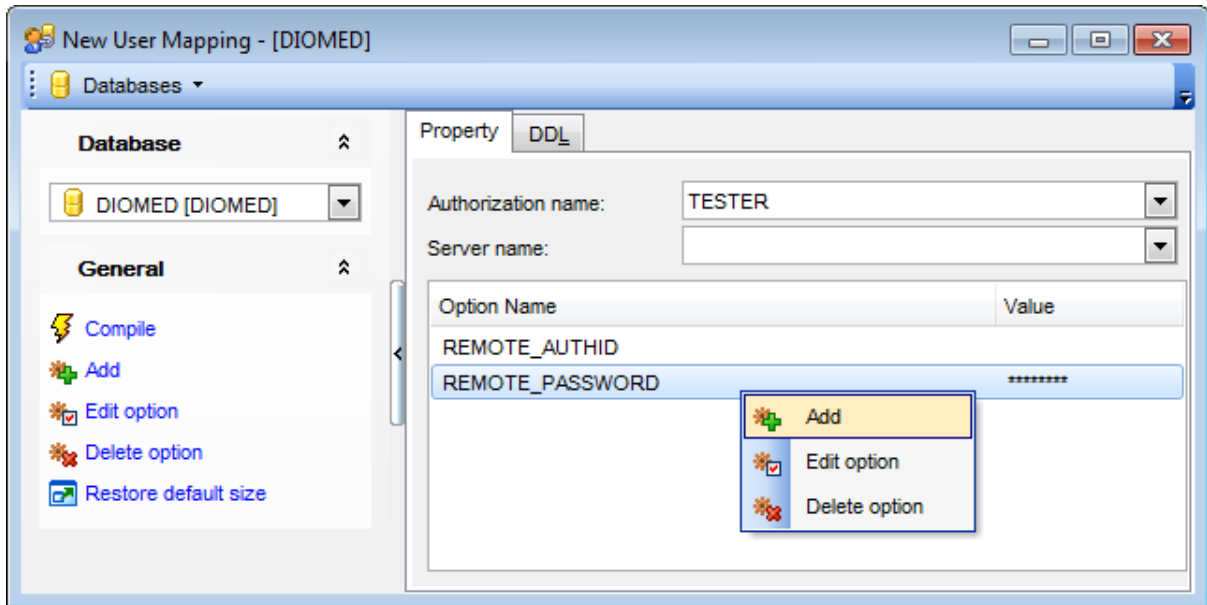 New User Mapping - [DIOMED]
Databases
Database
DIOMED [DIOMED]
General
Compile
Add
Edit option
Delete option
Restore default size
Property DDL
Authorization name: TESTER
Server name:
Option Name Value
REMOTE_AUTHID
REMOTE_PASSWORD ********
Add
Edit option
Delete option